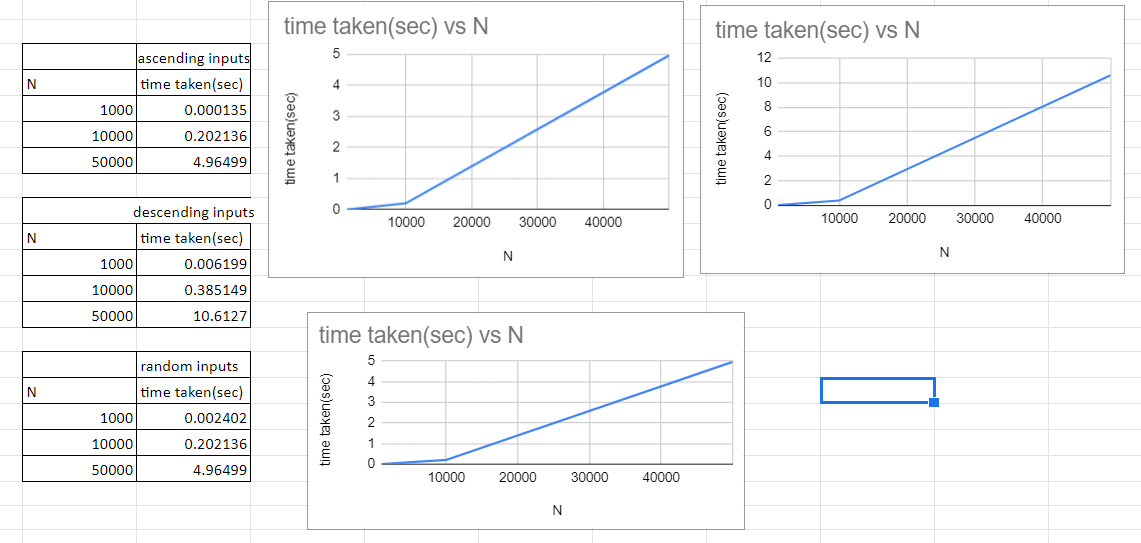 ascending inputs
N time taken(sec)
1000 0.000135
10000 0.202136
50000 4.96499
descending inputs
N time taken(sec)
1000 0.006199
10000 0.385149
50000 10.6127
random inputs
N time taken(sec)
1000 0.002402
10000 0.202136
50000 4.96499
time taken(sec) vs N
time taken(sec)
5
4
3
2
1
0
10000 20000 30000 40000
N
time taken(sec) vs N
time taken(sec)
12
10
8
6
4
2
0
10000 20000 30000 40000
N
time taken(sec) vs N
time taken(sec)
5
4
3
2
1
0
10000 20000 30000 40000
N